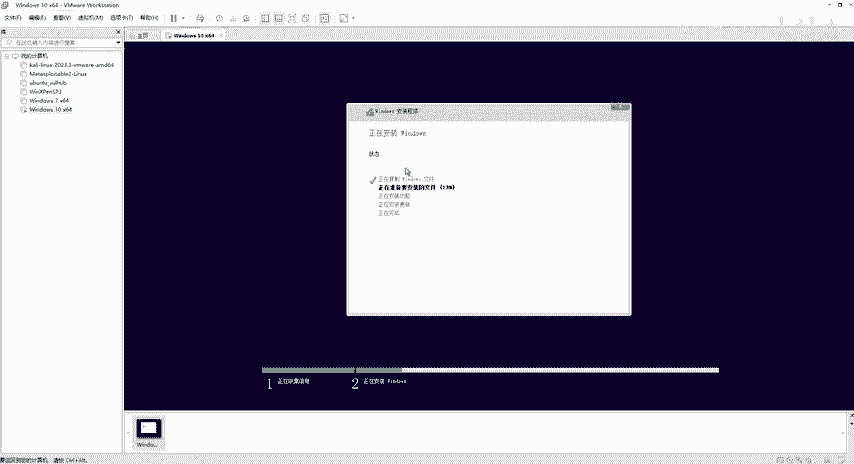 Windows 10 x64 - VMware Workstation
文件(F) 编辑(E) 查看(V) 虚拟机(M) 选项卡(T) 帮助(H)
库
在此处键入内容进行搜索
主页
Windows 10 x64
我的计算机
kali-linux-2023.3-vmware-amd64
Metasploitable2-Linux
ubuntu_vulhub
WinXPenSP3
Windows 7 x64
Windows 10 x64
Windows 安装程序
正在安装 Windows
状态
正在复制 Windows 文件
正在准备要安装的文件 (13%)
正在安装功能
正在安装更新
正在完成
1 正在收集信息
2 正在安装 Windows
Windo...
要返回到您的计算机，请按 Ctrl+Alt。